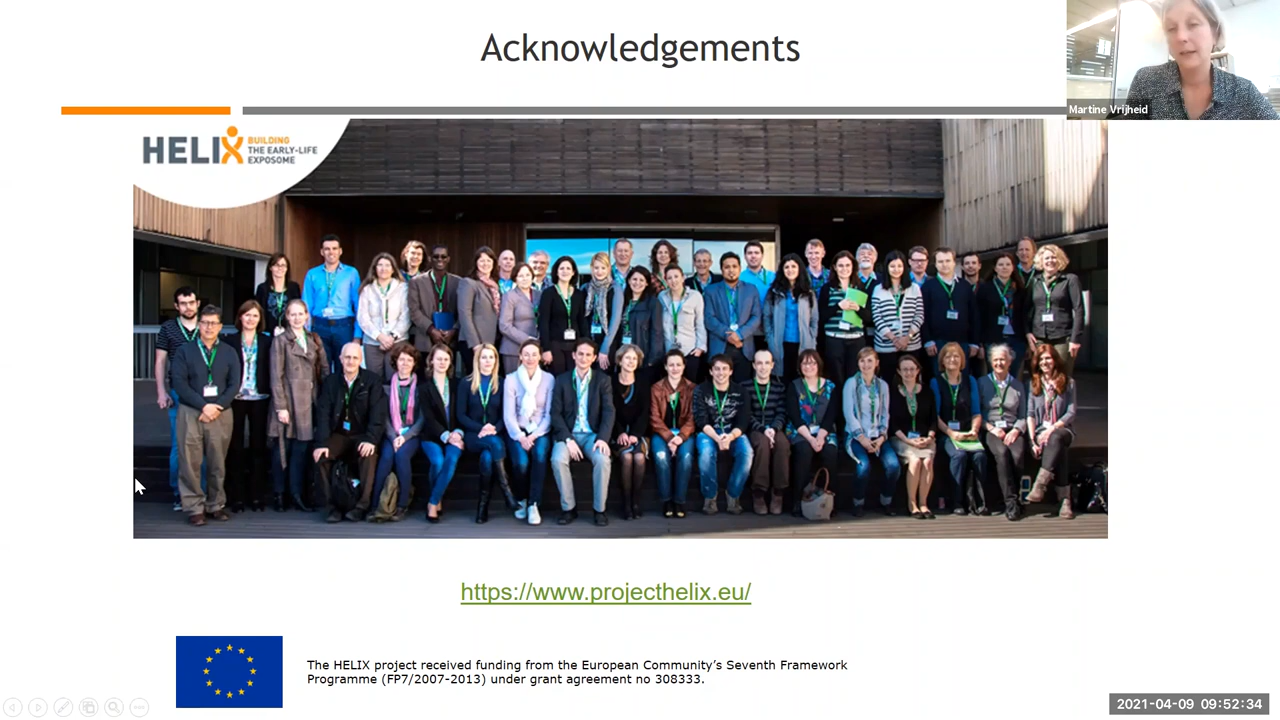 Acknowledgements
Martine Vrijheid
HELIX
BUILDING
THE EARLY-LIFE
EXPOSOME
https://www.projecthelix.eu/
The HELIX project received funding from the European Community’s Seventh Framework
Programme (FP7/2007-2013) under grant agreement no 308333.
2021-04-09 09:52:34